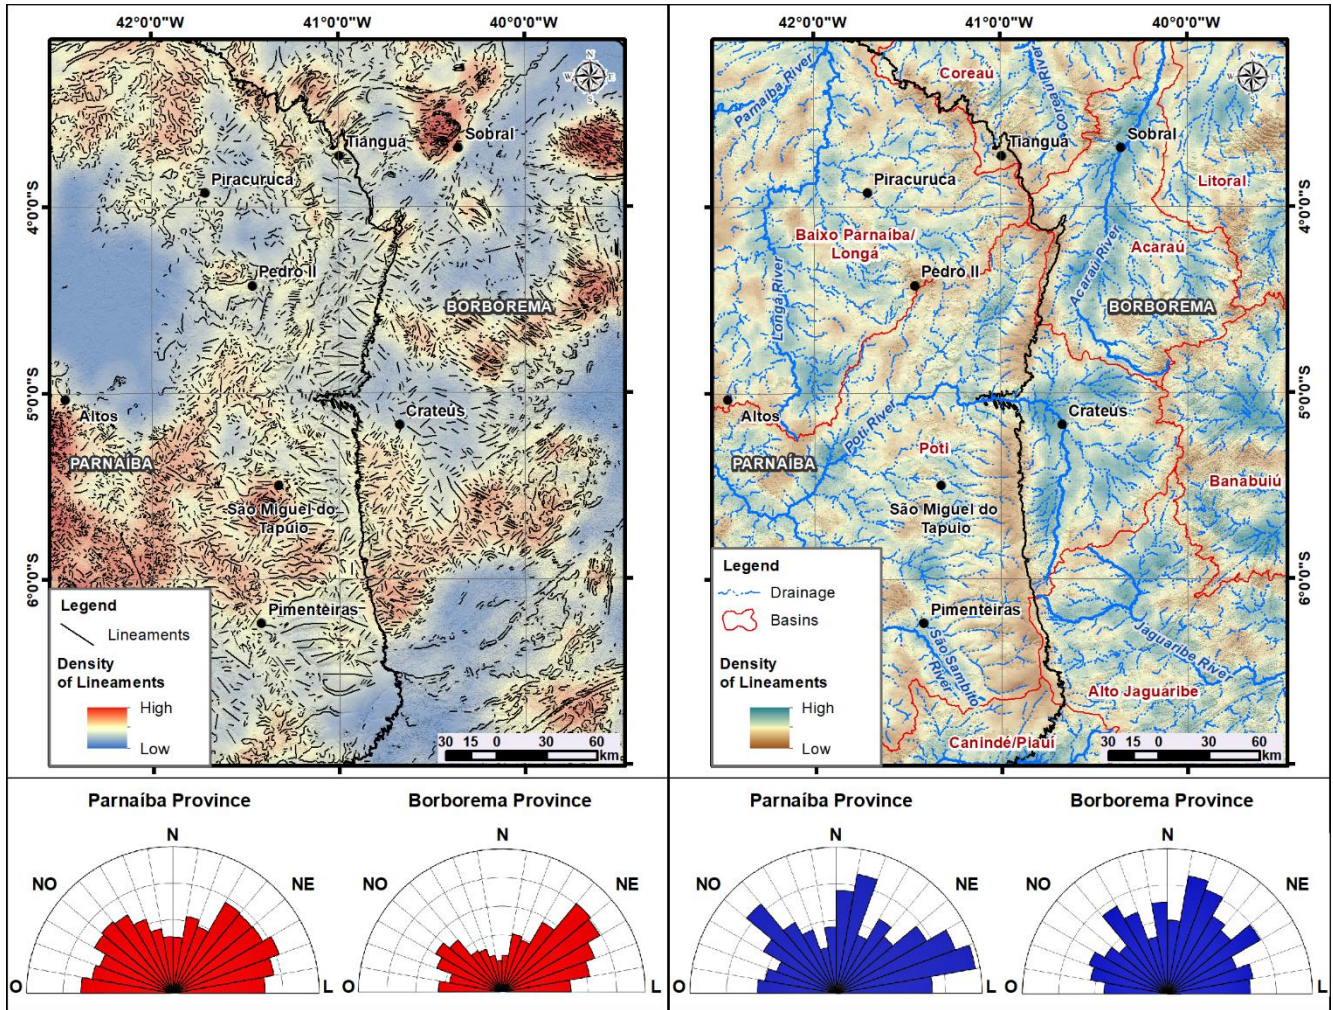 42°0'0"W
41°0'0"W
40°0'0"W
N
W
E
S
Tianguá
Sobral
Piracuruca
4°0'0"S
Pedro II
BORBOREMA
5°0'0"S
Altos
Crateús
PARNAÍBA
São Miguel do
Tapuio
6°0'0"S
Pimenteiras
Legend
Lineaments
Density
of Lineaments
High
Low
30 15 0 30 60
km
42°0'0"W
41°0'0"W
40°0'0"W
N
W
E
S
Parnaíba River
Coreaú
Coreaú River
Tianguá
Sobral
Piracuruca
Litoral
4°0'0"S
Baixo Parnaíba/
Longá
Acaraú
Acaraú River
Longá River
Pedro II
BORBOREMA
5°0'0"S
Altos
Crateús
Poti River
PARNAÍBA
Poti
Banabuiú
São Miguel do
Tapuio
6°0'0"S
Pimenteiras
São Sambito
River
Jaguaribe River
Alto Jaguaribe
Canindé/Piauí
Legend
Drainage
Basins
Density
of Lineaments
High
Low
30 15 0 30 60
km
Parnaíba Province
N
NO
NE
O
L
Borborema Province
N
NO
NE
O
L
Parnaíba Province
N
NO
NE
O
L
Borborema Province
N
NO
NE
O
L